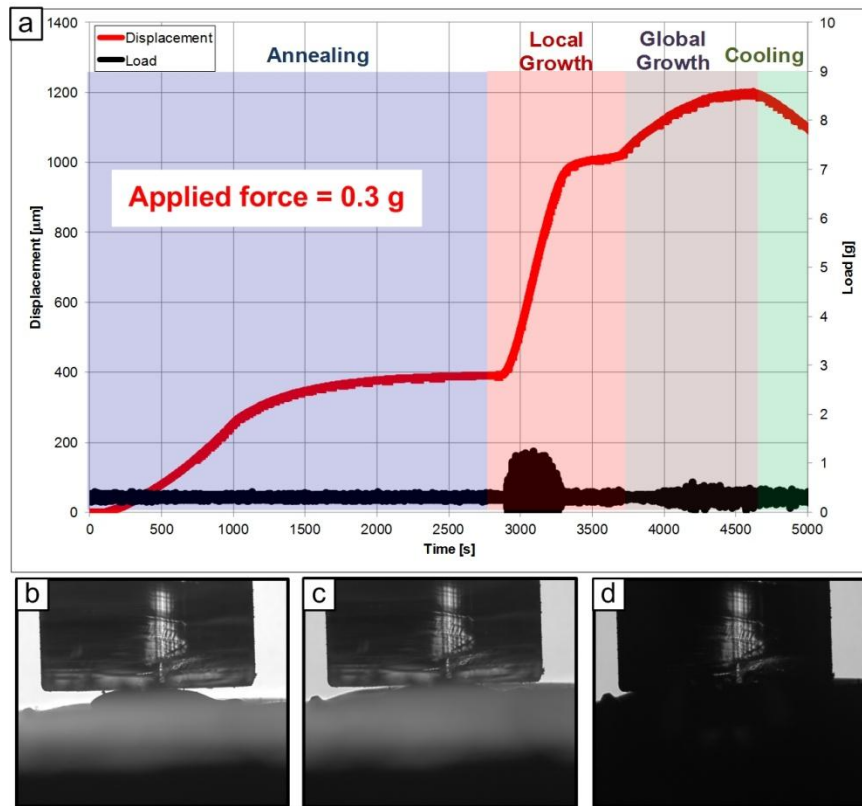 a
1400
1200
1000
800
600
400
200
0
Displacement [µm]
Displacement
Load
Annealing
Local
Growth
Global
Growth
Cooling
Applied force = 0.3 g
10
9
8
7
6
5
4
3
2
1
0
Load [g]
0
500
1000
1500
2000
2500
3000
3500
4000
4500
5000
Time [s]
b
c
d